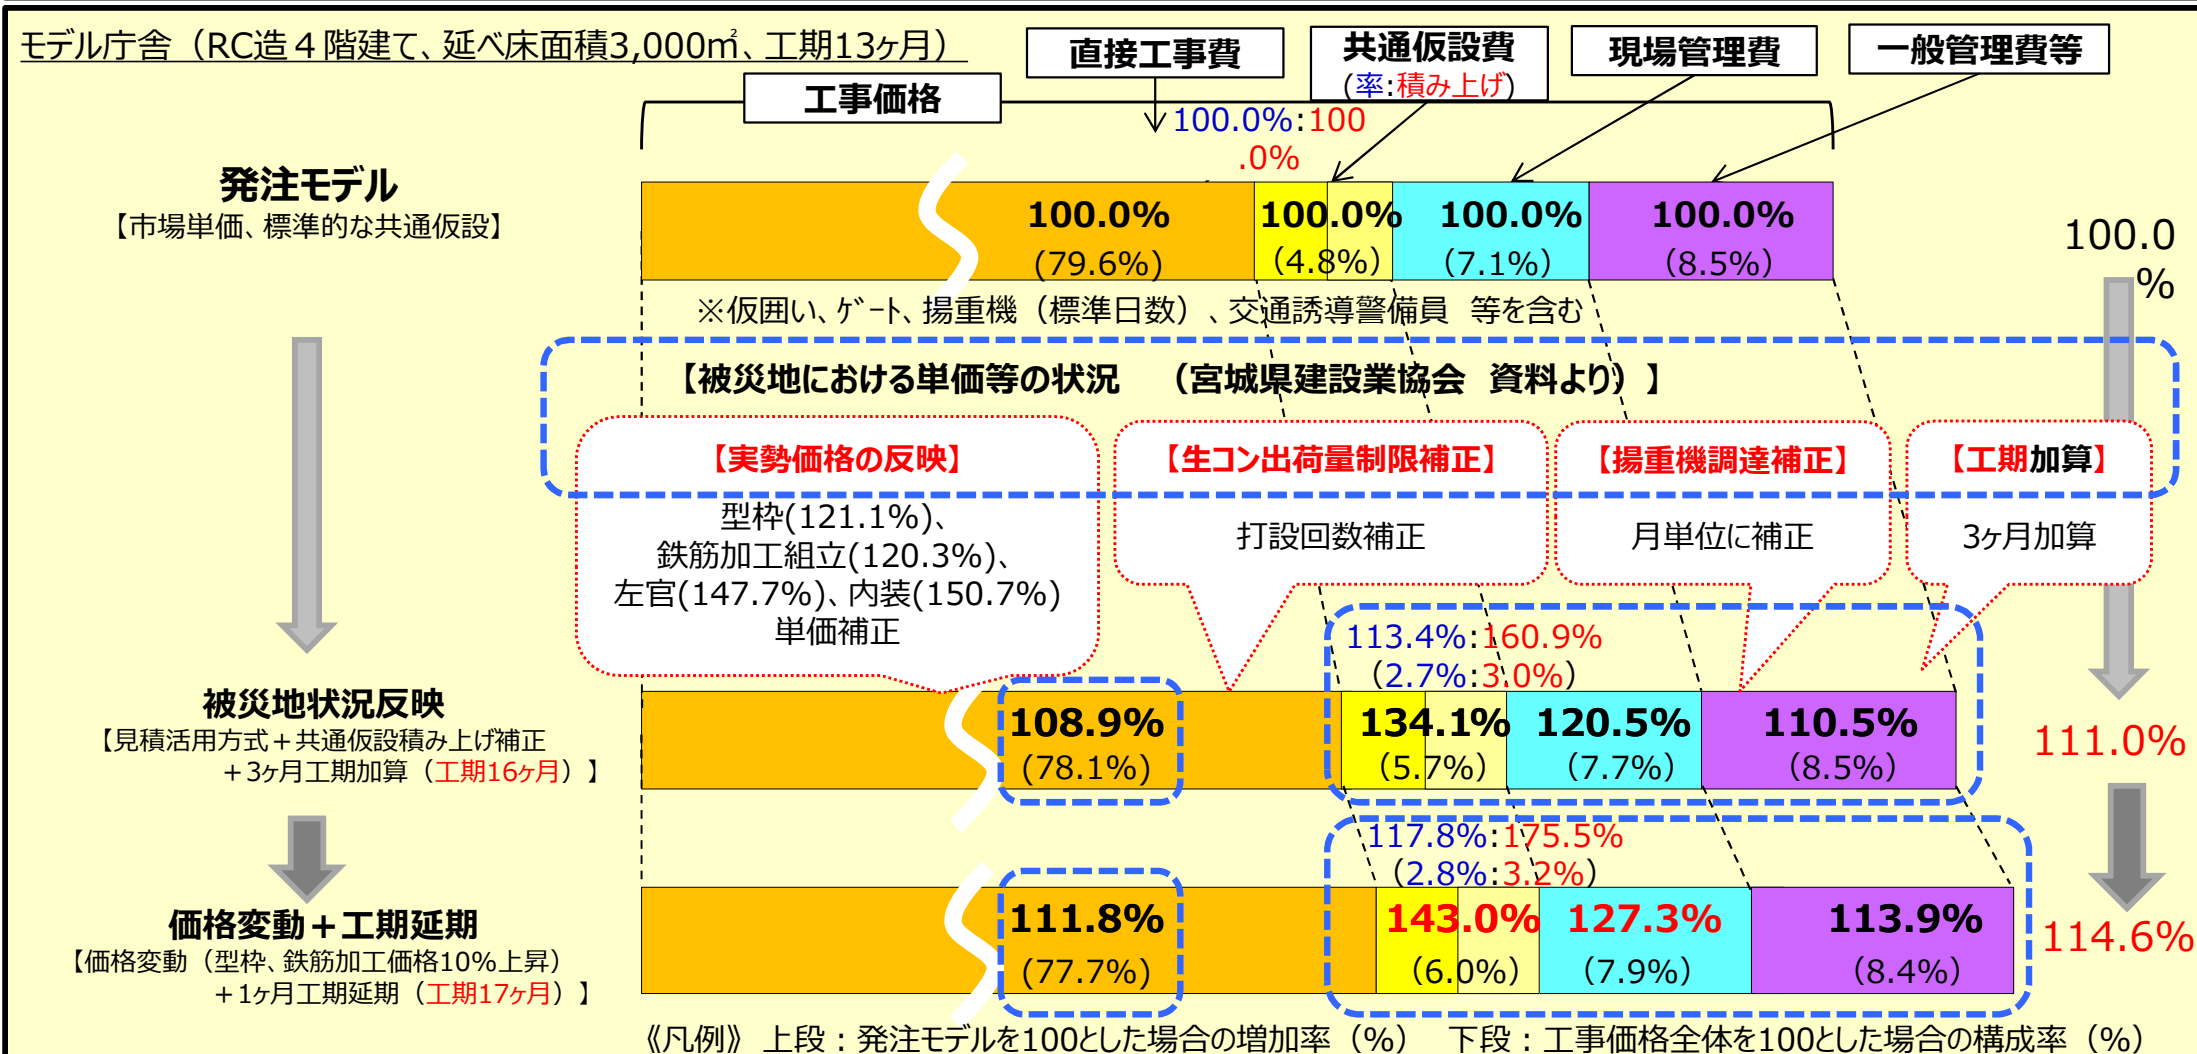 モデル庁舎（RC造４階建て、延べ床面積3,000㎡、工期13ヶ月）
直接工事費
共通仮設費
(率:積み上げ)
現場管理費
一般管理費等
工事価格
100.0%:100
.0%
発注モデル
【市場単価、標準的な共通仮設】
100.0%
(79.6%)
100.0%
(4.8%)
100.0%
(7.1%)
100.0%
(8.5%)
100.0
%
※仮囲い、ｹﾞｰﾄ、揚重機（標準日数）、交通誘導警備員 等を含む
【被災地における単価等の状況 （宮城県建設業協会 資料より）】
【実勢価格の反映】
型枠(121.1%)、
鉄筋加工組立(120.3%)、
左官(147.7%)、内装(150.7%)
単価補正
【生コン出荷量制限補正】
打設回数補正
【揚重機調達補正】
月単位に補正
【工期加算】
3ヶ月加算
113.4%:160.9%
(2.7%:3.0%)
被災地状況反映
【見積活用方式＋共通仮設積み上げ補正
＋3ヶ月工期加算（工期16ヶ月）】
108.9%
(78.1%)
134.1%
(5.7%)
120.5%
(7.7%)
110.5%
(8.5%)
111.0%
117.8%:175.5%
(2.8%:3.2%)
価格変動＋工期延期
【価格変動（型枠、鉄筋加工価格10%上昇）
＋1ヶ月工期延期（工期17ヶ月）】
111.8%
(77.7%)
143.0%
(6.0%)
127.3%
(7.9%)
113.9%
(8.4%)
114.6%
《凡例》 上段：発注モデルを100とした場合の増加率（%） 下段：工事価格全体を100とした場合の構成率（%）